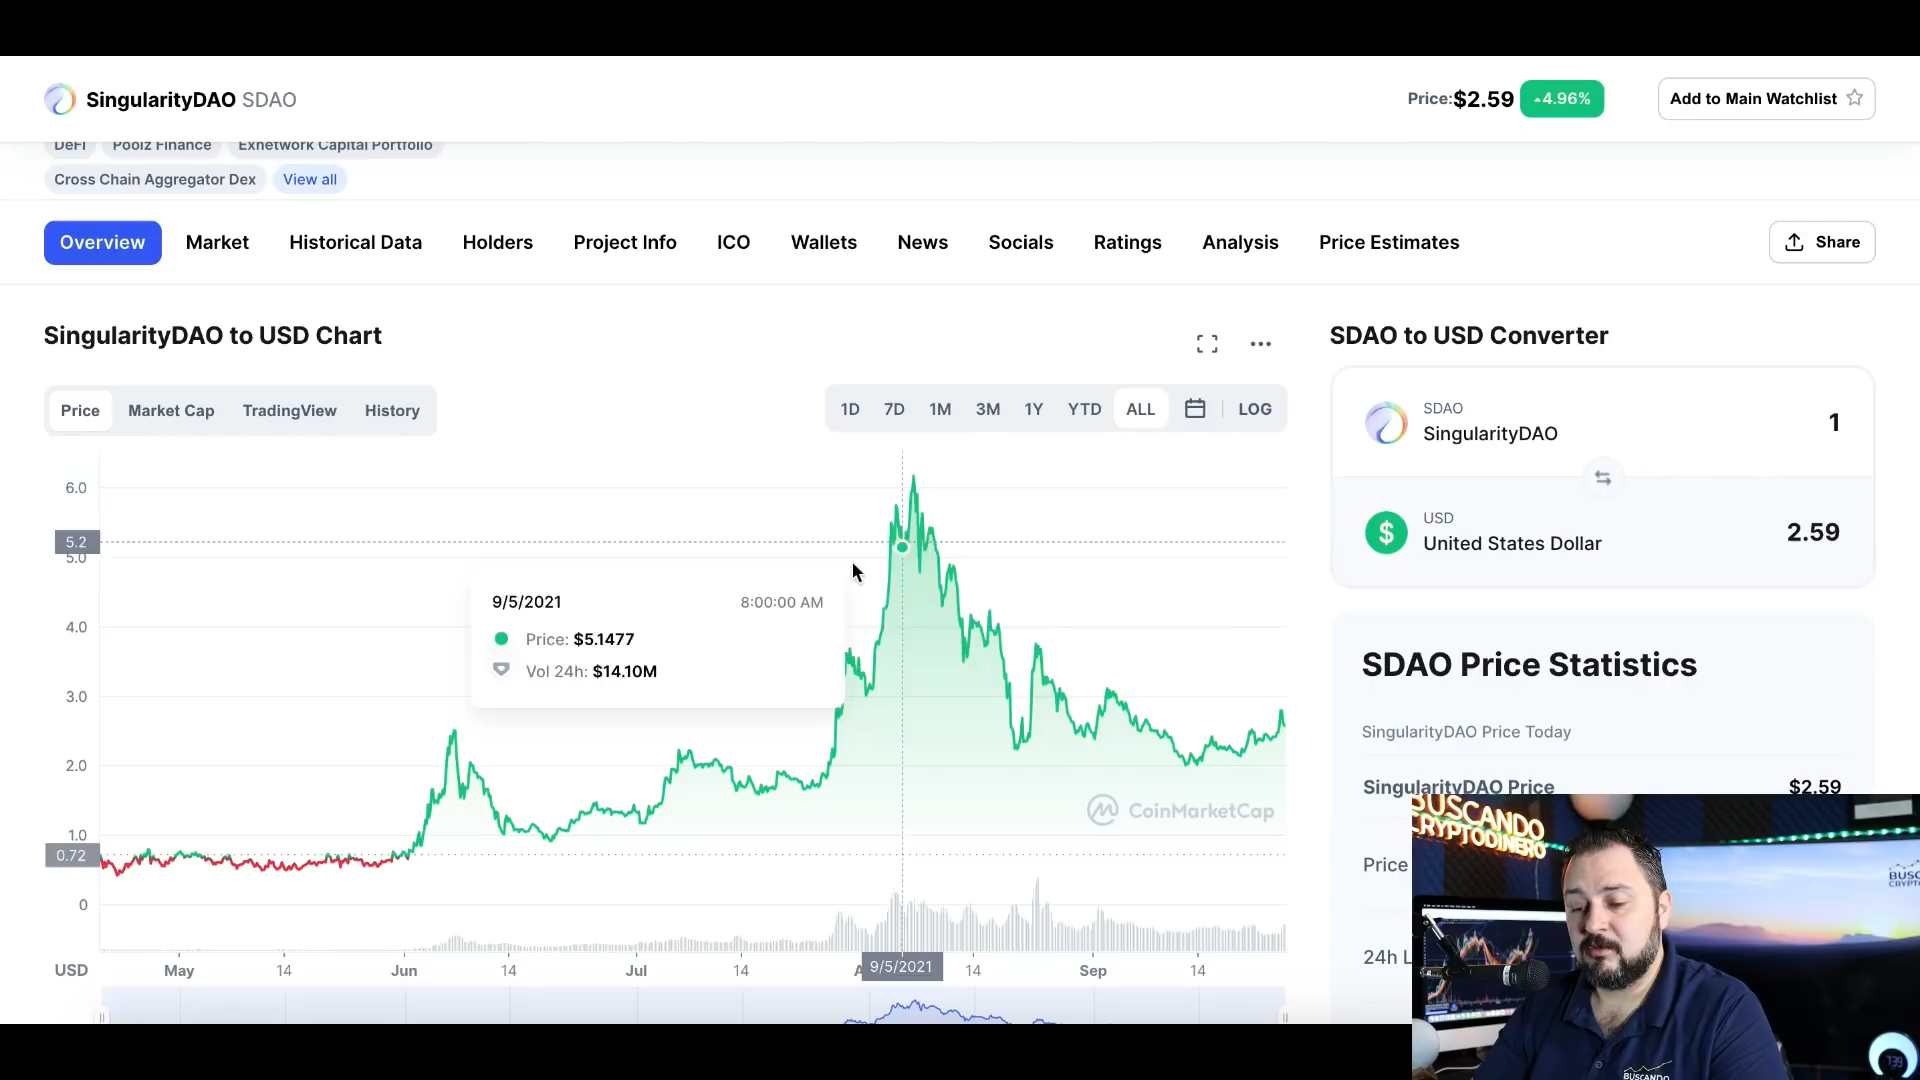 SingularityDAO SDAO
Price:$2.59 4.96%
Add to Main Watchlist
DeFi Poolz Finance Exnetwork Capital Portfolio
Cross Chain Aggregator Dex View all
Overview Market Historical Data Holders Project Info ICO Wallets News Socials Ratings Analysis Price Estimates Share
SingularityDAO to USD Chart
Price Market Cap TradingView History
1D 7D 1M 3M 1Y YTD ALL LOG
6.0
5.2
5.0
4.0
3.0
2.0
1.0
0.72
0
9/5/2021 8:00:00 AM
Price: $5.1477
Vol 24h: $14.10M
CoinMarketCap
USD May 14 Jun 14 Jul 14 A 9/5/2021 14 Sep 14
SDAO to USD Converter
SDAO
SingularityDAO
1
USD
United States Dollar
2.59
SDAO Price Statistics
SingularityDAO Price Today
SingularityDAO Price $2.59
Price
24h L
BUSCANDO
CRYPTODINERO
BUSC
CRYPT
BUSCANDO